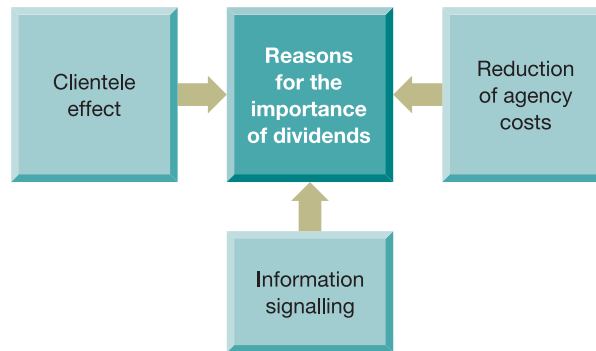 Clientele
effect
Reasons
for the
importance
of dividends
Reduction
of agency
costs
Information
signalling